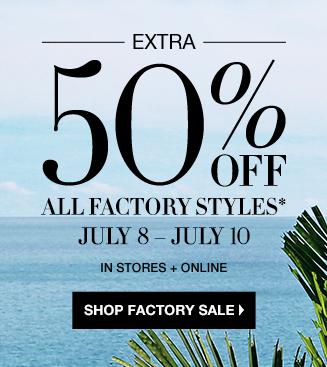 EXTRA
50%
OFF
ALL FACTORY STYLES*
JULY 8 – JULY 10
IN STORES + ONLINE
SHOP FACTORY SALE